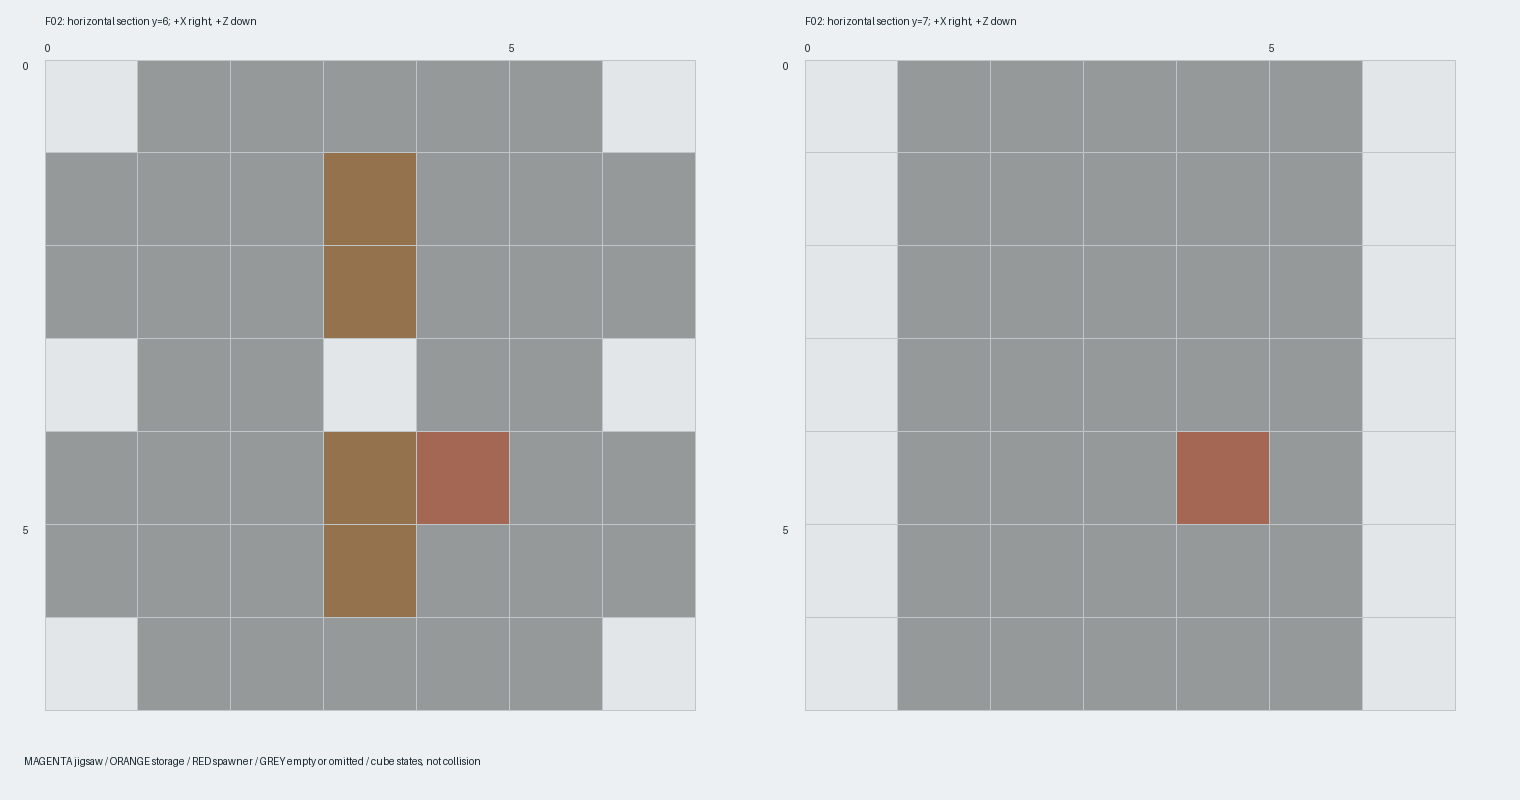 F02: horizontal section y=6; +X right, +Z down
F02: horizontal section y=7; +X right, +Z down
0 5
0 5
0
0
5
5
MAGENTA jigsaw / ORANGE storage / RED spawner / GREY empty or omitted / cube states, not collision